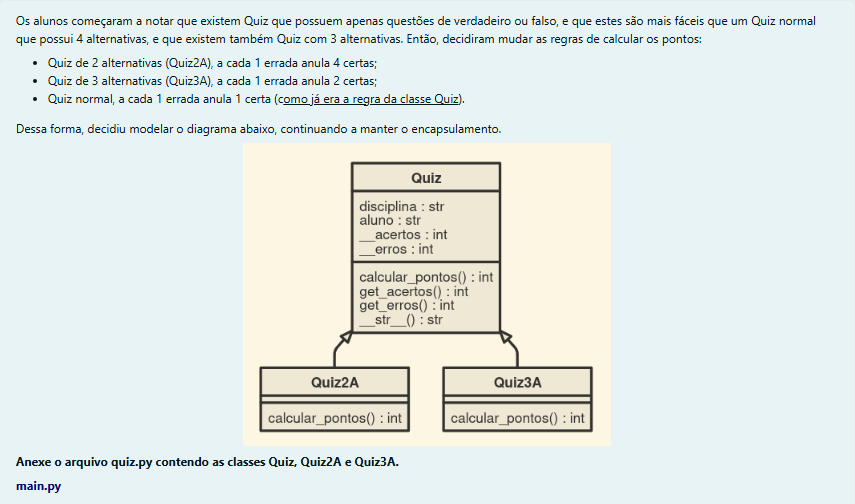 Os alunos começaram a notar que existem Quiz que possuem apenas questões de verdadeiro ou falso, e que estes são mais fáceis que um Quiz normal
que possui 4 alternativas, e que existem também Quiz com 3 alternativas. Então, decidiram mudar as regras de calcular os pontos:
• Quiz de 2 alternativas (Quiz2A), a cada 1 errada anula 4 certas;
• Quiz de 3 alternativas (Quiz3A), a cada 1 errada anula 2 certas;
• Quiz normal, a cada 1 errada anula 1 certa (como já era a regra da classe Quiz).
Dessa forma, decidiu modelar o diagrama abaixo, continuando a manter o encapsulamento.
Quiz
disciplina : str
aluno : str
__acertos : int
__erros : int
calcular_pontos() : int
get_acertos() : int
get_erros() : int
__str__() : str
Quiz2A
calcular_pontos() : int
Quiz3A
calcular_pontos() : int
Anexe o arquivo quiz.py contendo as classes Quiz, Quiz2A e Quiz3A.
main.py